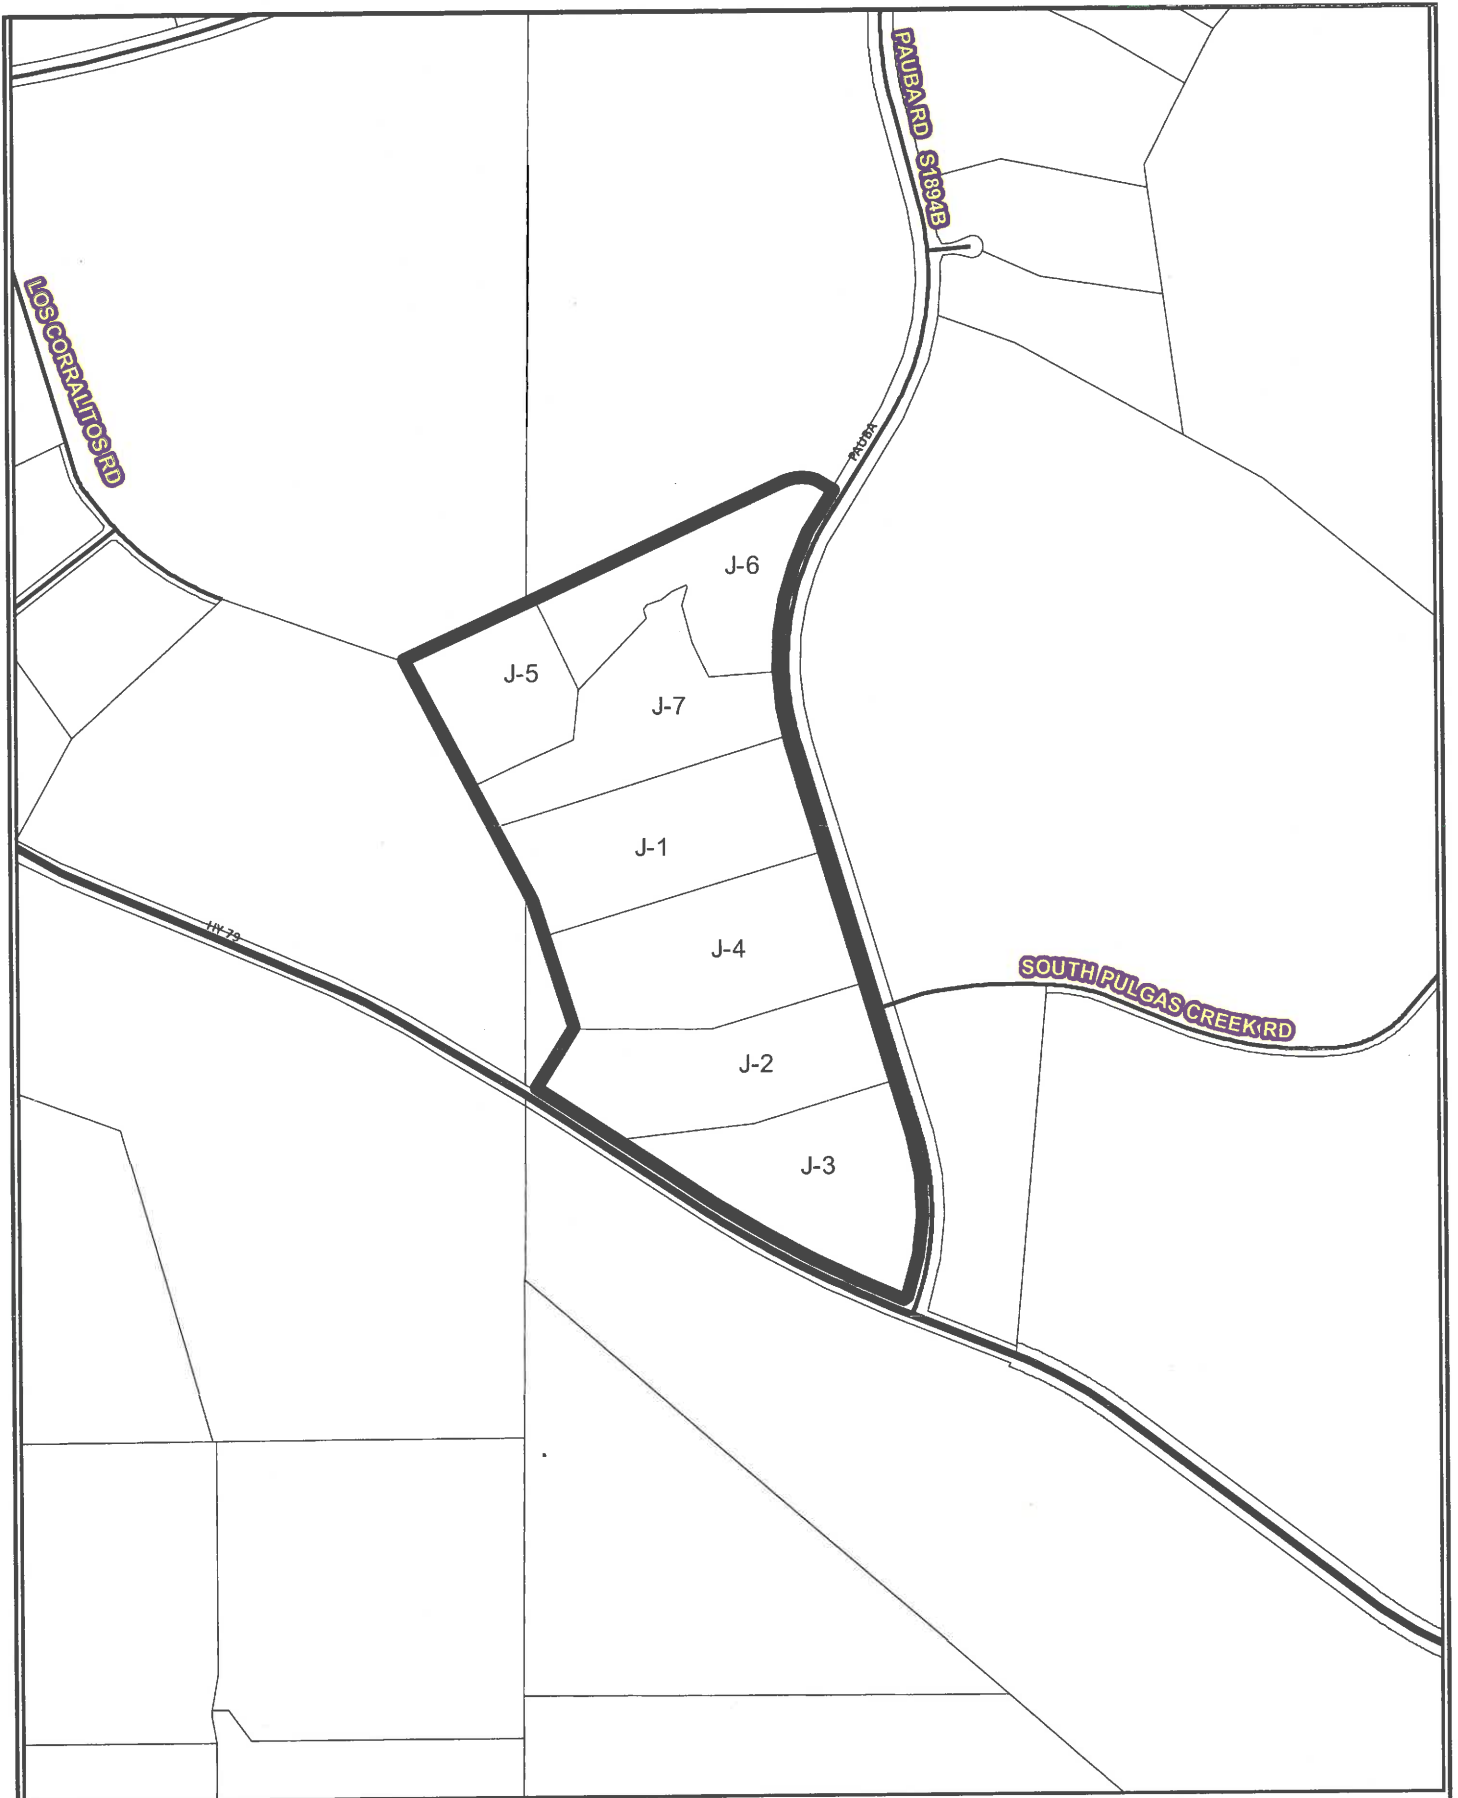 PAUBA RD S1894B
LOS CORRALITOS RD
PAUBA
J-6
J-5
J-7
J-1
HY 79
J-4
SOUTH PULGAS CREEK RD
J-2
J-3